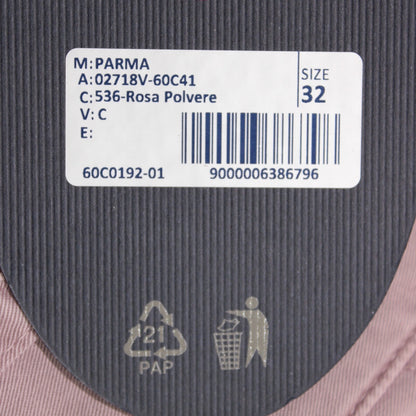 M:PARMA
A:02718V-60C41
C:536-Rosa Polvere
V:C
E:
SIZE
32
60C0192-01
9000006386796
21
PAP